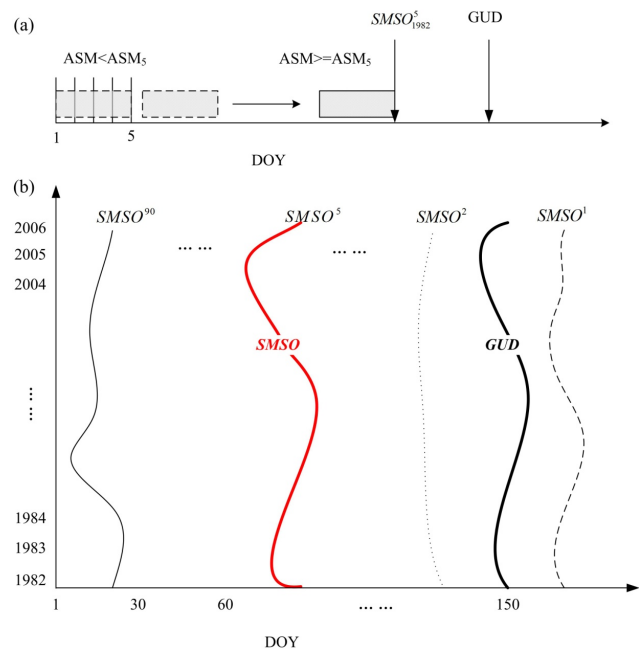 (a)
SMSO⁵₁₉₈₂ GUD
ASM<ASM₅ ASM>=ASM₅
1 5
DOY
(b)
SMSO⁹⁰ SMSO⁵ SMSO² SMSO¹
2006
... ... ... ...
2005
2004
SMSO GUD
... ...
1984
1983
1982
1 30 60 ... ... 150
DOY